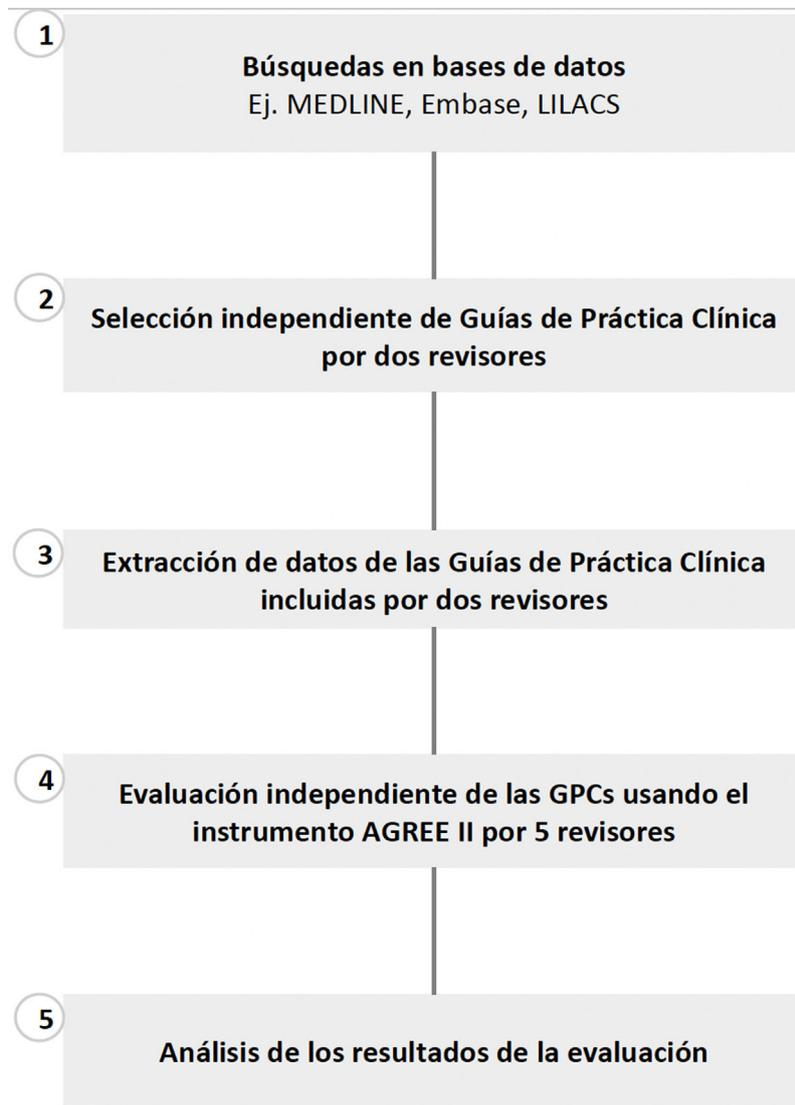 1
Búsquedas en bases de datos
Ej. MEDLINE, Embase, LILACS
2
Selección independiente de Guías de Práctica Clínica
por dos revisores
3
Extracción de datos de las Guías de Práctica Clínica
incluidas por dos revisores
4
Evaluación independiente de las GPCs usando el
instrumento AGREE II por 5 revisores
5
Análisis de los resultados de la evaluación